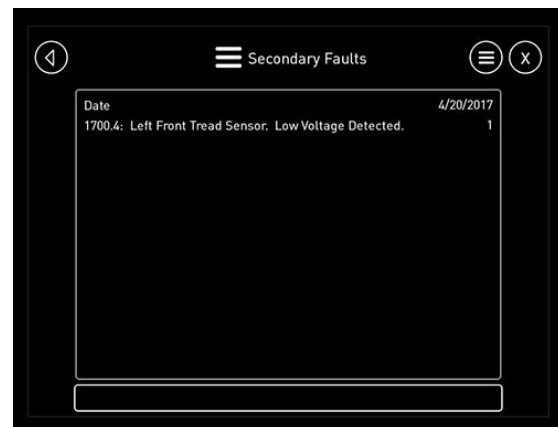 Secondary Faults
X
Date 4/20/2017
1700.4: Left Front Tread Sensor. Low Voltage Detected. 1